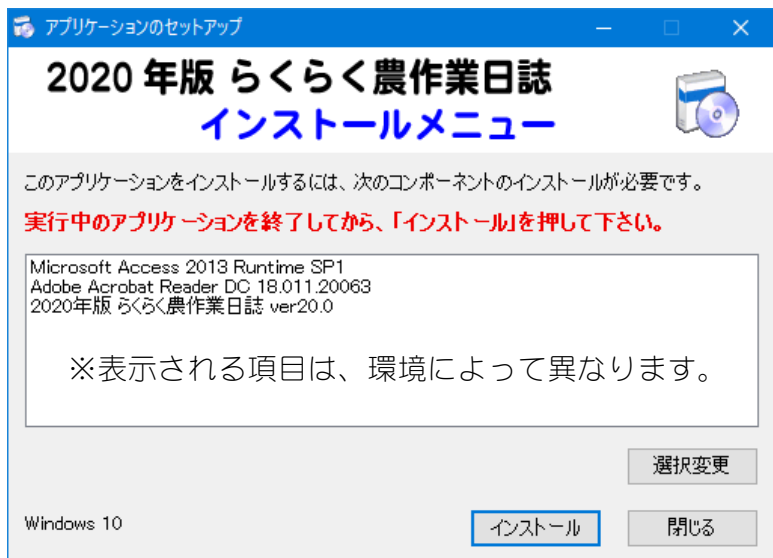 アプリケーションのセットアップ
2020 年版 らくらく農作業日誌
インストールメニュー
このアプリケーションをインストールするには、次のコンポーネントのインストールが必要です。
実行中のアプリケーションを終了してから、「インストール」を押して下さい。
Microsoft Access 2013 Runtime SP1
Adobe Acrobat Reader DC 18.011.20063
2020年版 らくらく農作業日誌 ver20.0
※表示される項目は、環境によって異なります。
選択変更
Windows 10
インストール
閉じる